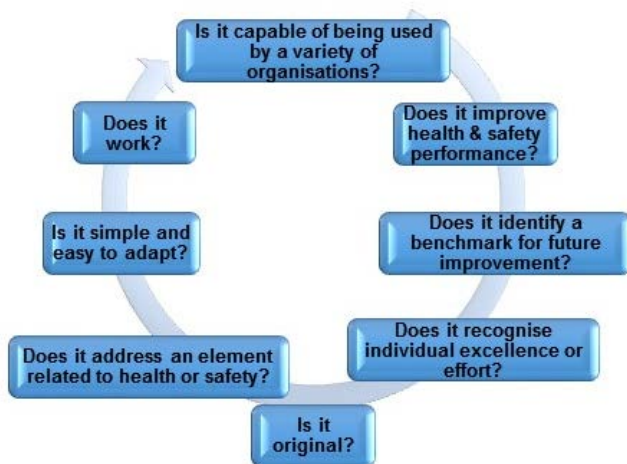 Is it capable of being used
by a variety of
organisations?
Does it improve
health & safety
performance?
Does it identify a
benchmark for future
improvement?
Does it recognise
individual excellence or
effort?
Is it
original?
Does it address an element
related to health or safety?
Is it simple and
easy to adapt?
Does it
work?